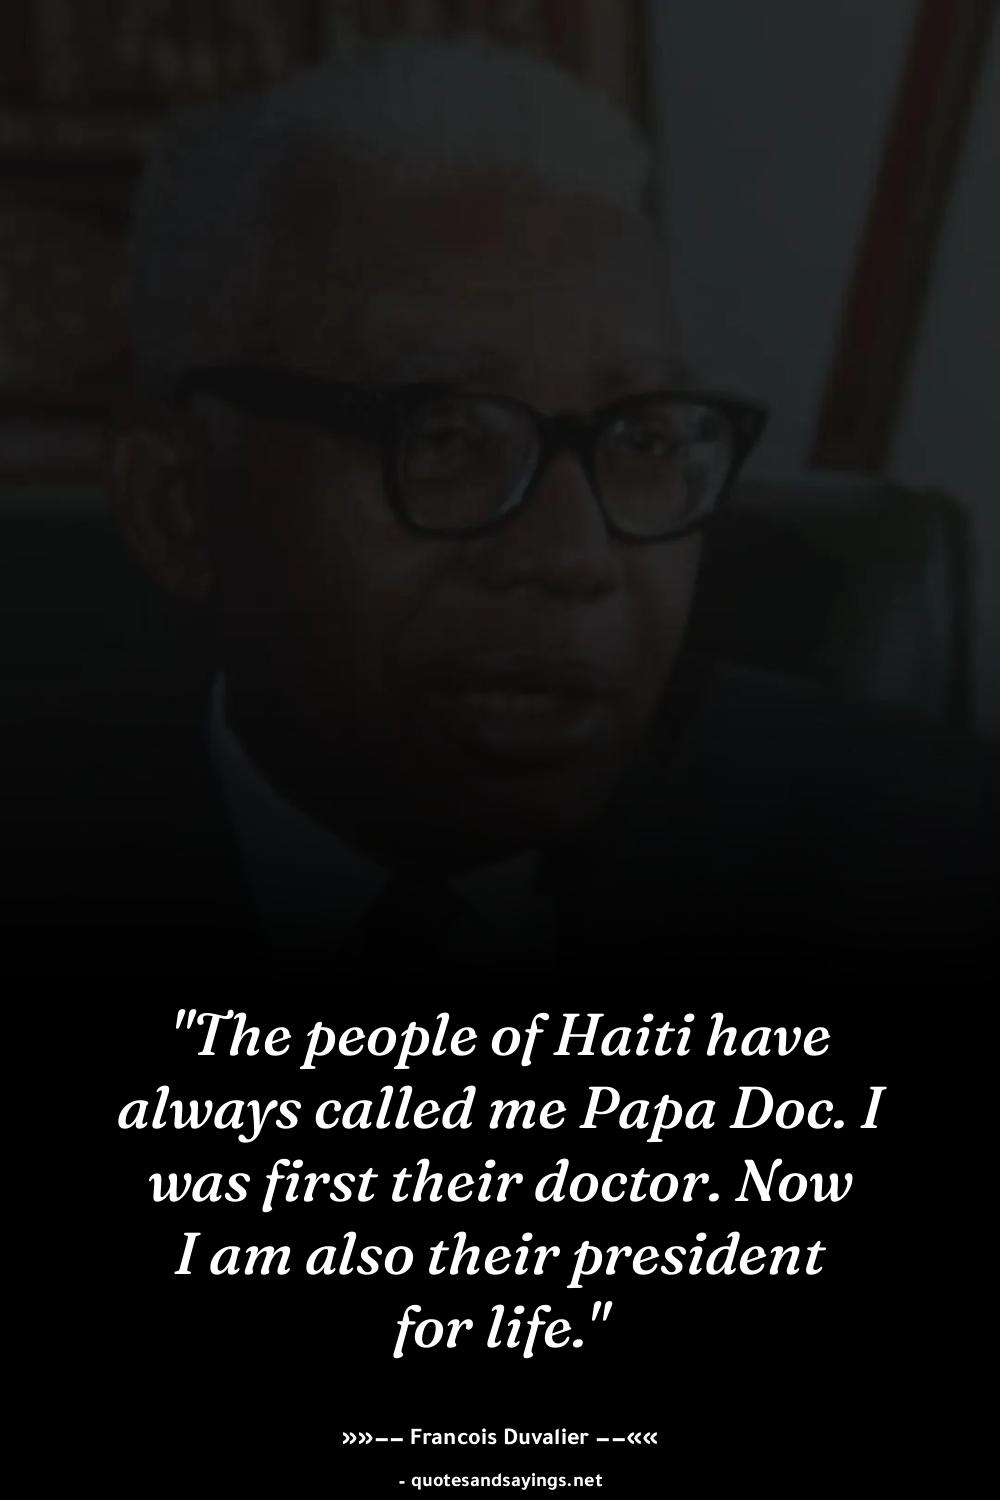 "The people of Haiti have
always called me Papa Doc. I
was first their doctor. Now
I am also their president
for life."
»»−− Francois Duvalier −−««
- quotesandsayings.net